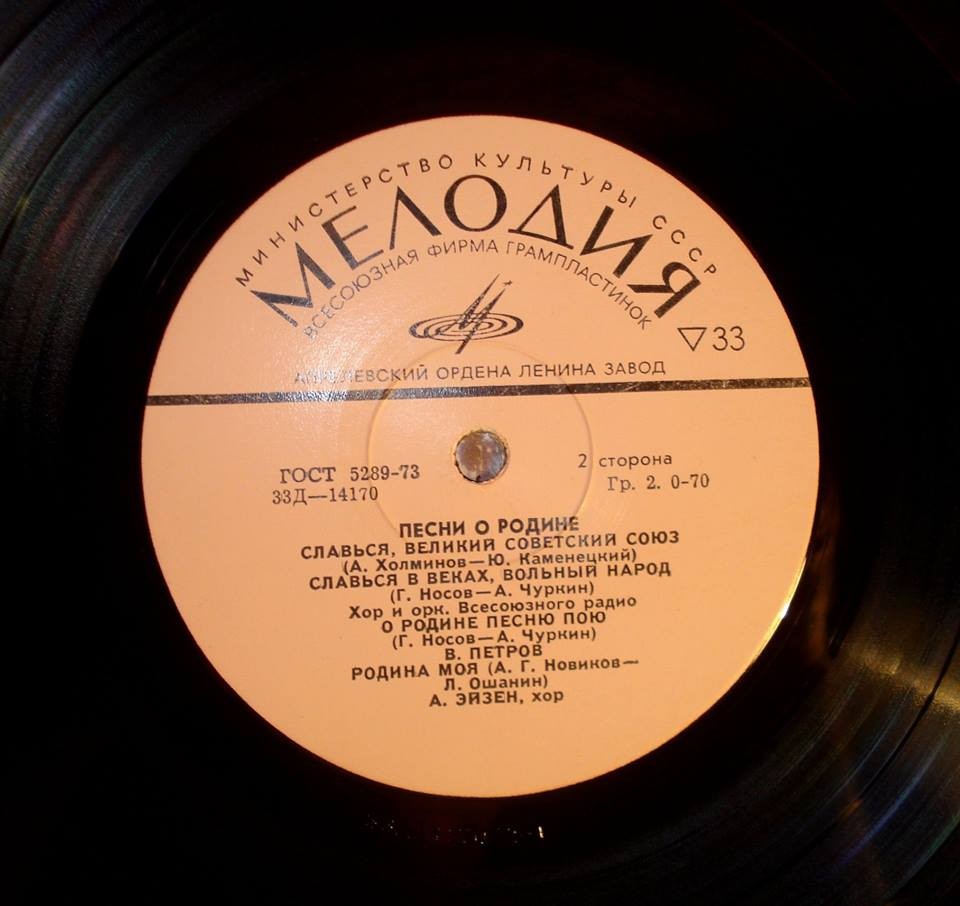 МИНИСТЕРСТВО КУЛЬТУРЫ СССР
МЕЛОДИЯ
ВСЕСОЮЗНАЯ ФИРМА ГРАМПЛАСТИНОК
▽33
АПРЕЛЕВСКИЙ ОРДЕНА ЛЕНИНА ЗАВОД
ГОСТ 5289-73
33Д—14170
2 сторона
Гр. 2. 0-70
ПЕСНИ О РОДИНЕ
СЛАВЬСЯ, ВЕЛИКИЙ СОВЕТСКИЙ СОЮЗ
(А. Холминов—Ю. Каменецкий)
СЛАВЬСЯ В ВЕКАХ, ВОЛЬНЫЙ НАРОД
(Г. Носов—А. Чуркин)
Хор и орк. Всесоюзного радио
О РОДИНЕ ПЕСНЮ ПОЮ
(Г. Носов—А. Чуркин)
В. ПЕТРОВ
РОДИНА МОЯ (А. Г. Новиков—
Л. Ошанин)
А. ЭЙЗЕН, хор